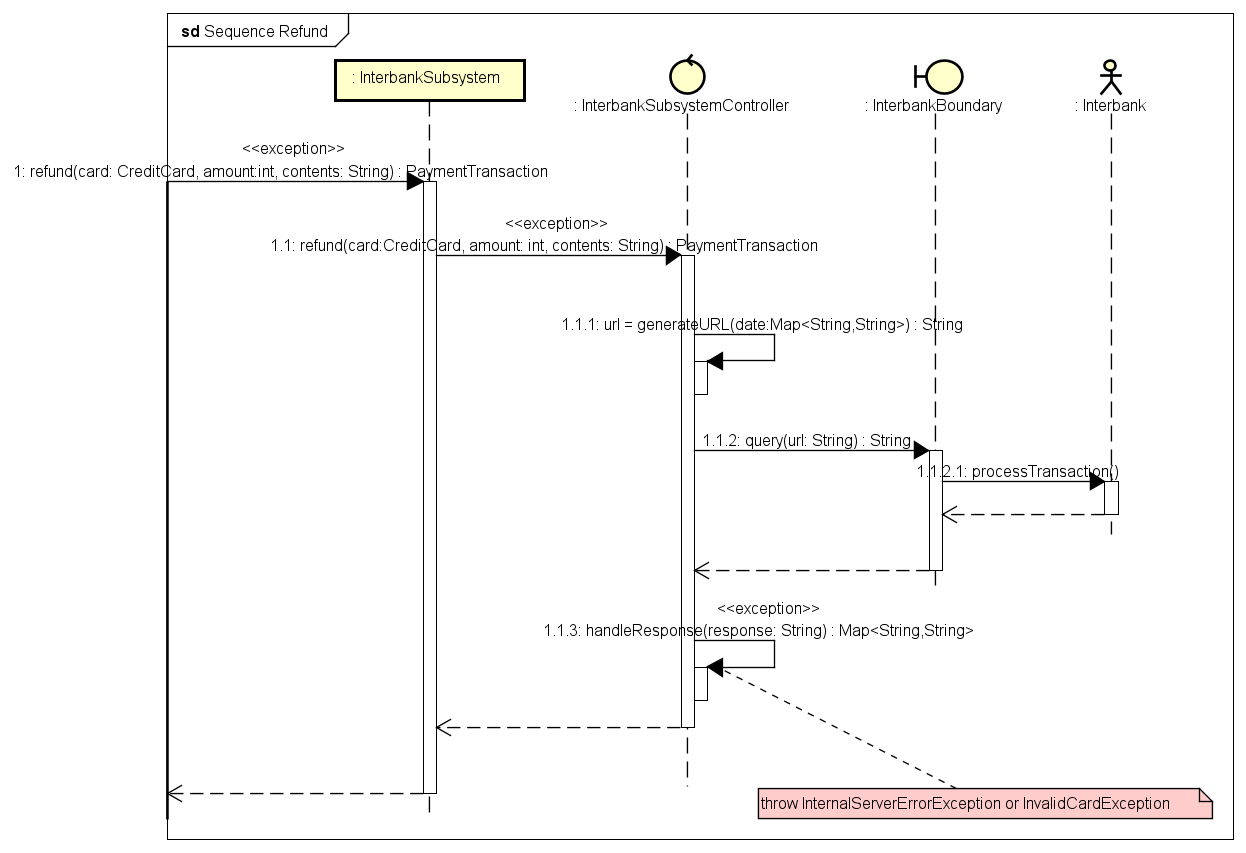 sd Sequence Refund
: InterbankSubsystem
: InterbankSubsystemController
: InterbankBoundary
: Interbank
<<exception>>
1: refund(card: CreditCard, amount:int, contents: String) : PaymentTransaction
<<exception>>
1.1: refund(card:CreditCard, amount: int, contents: String) : PaymentTransaction
1.1.1: url = generateURL(date:Map<String,String>) : String
1.1.2: query(url: String) : String
1.1.2.1: processTransaction()
<<exception>>
1.1.3: handleResponse(response: String) : Map<String,String>
throw InternalServerErrorException or InvalidCardException